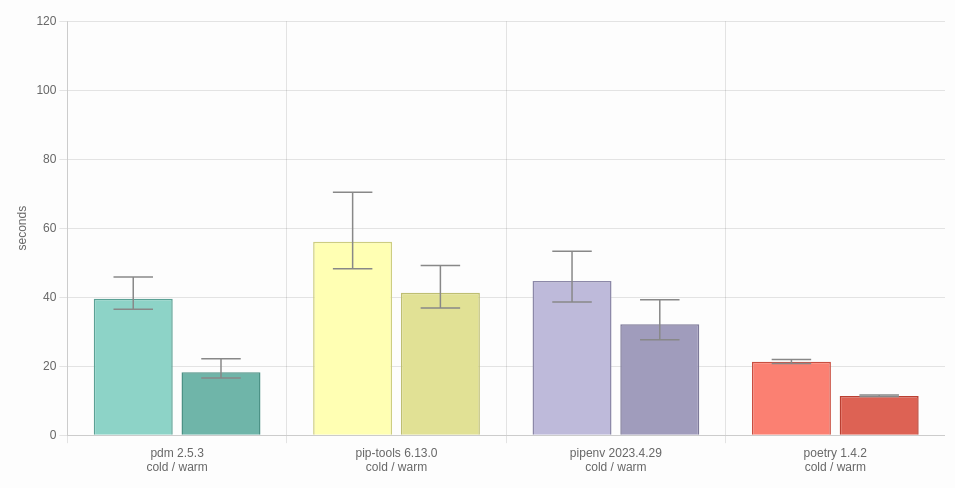 120
100
80
60
40
20
0
seconds
pdm 2.5.3
cold / warm
pip-tools 6.13.0
cold / warm
pipenv 2023.4.29
cold / warm
poetry 1.4.2
cold / warm